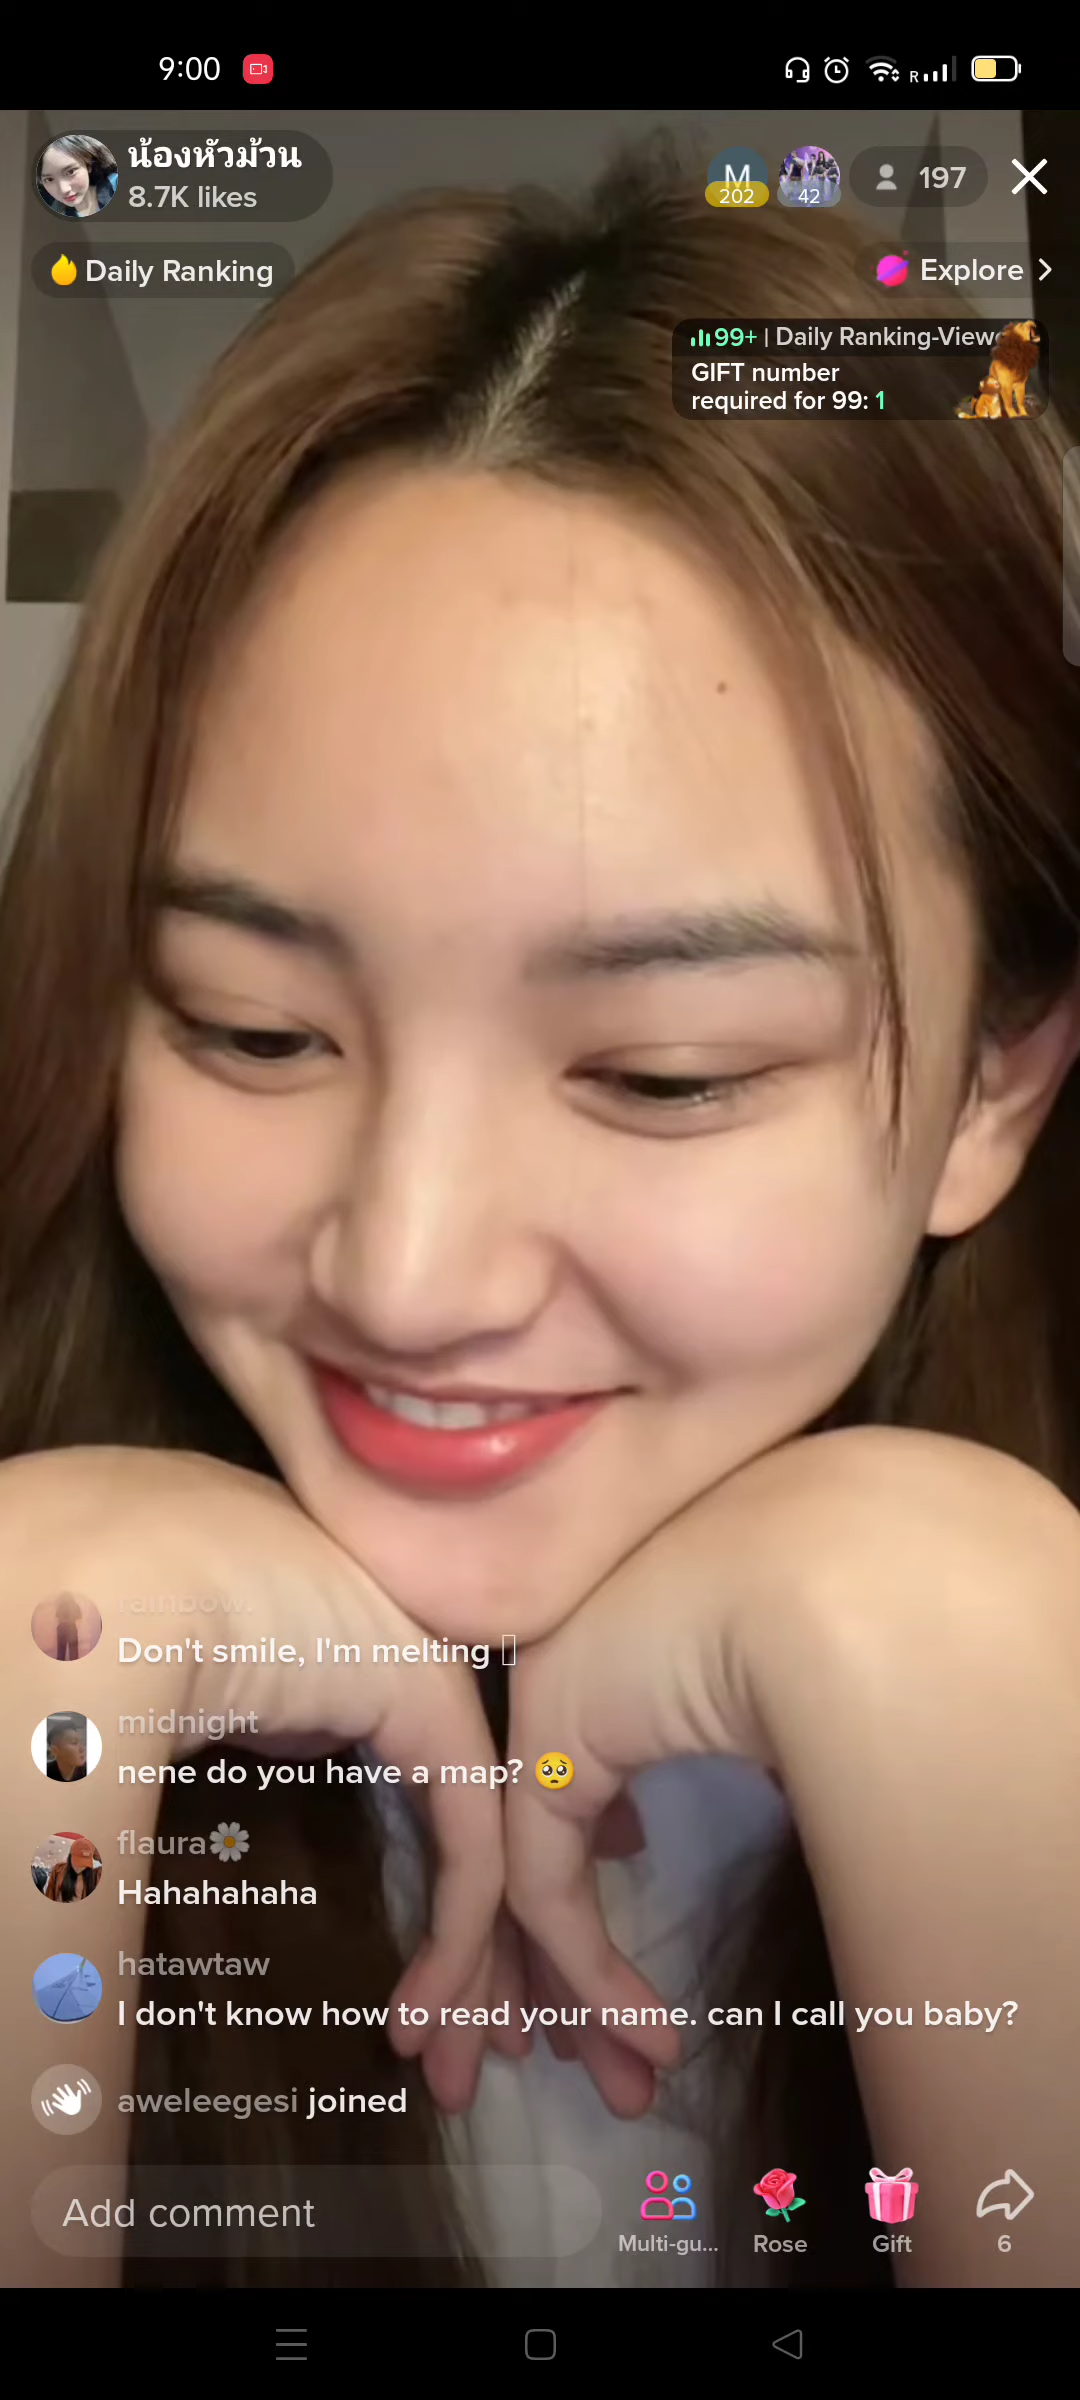 9:00
R
น้องหัวม้วน
8.7K likes
M
202
42
197
Daily Ranking
Explore
99+ | Daily Ranking-View
GIFT number
required for 99: 1
rainbow.
Don't smile, I'm melting
midnight
nene do you have a map? 🥺
flaura🌼
Hahahahaha
hatawtaw
I don't know how to read your name. can I call you baby?
aweleegesi joined
Add comment
Multi-gu...
Rose
Gift
6